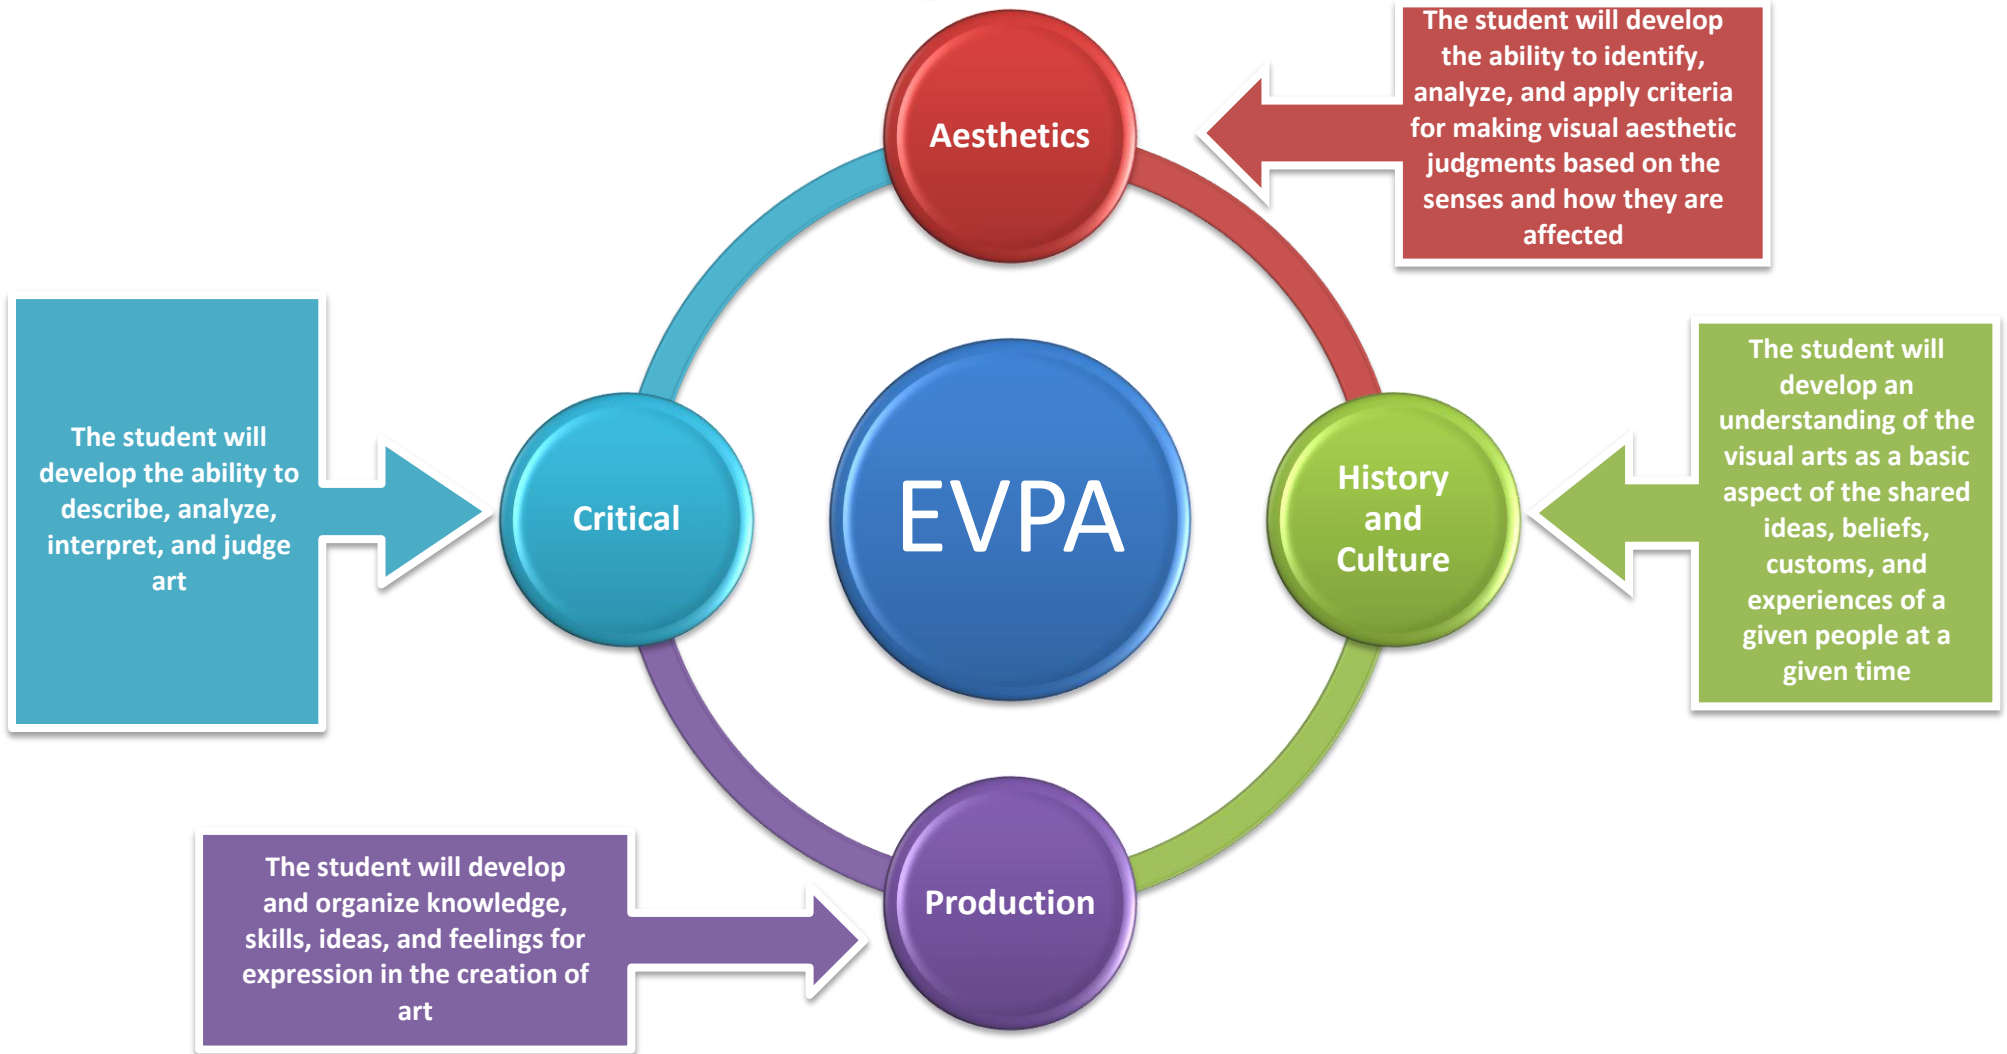 Aesthetics
The student will develop
the ability to identify,
analyze, and apply criteria
for making visual aesthetic
judgments based on the
senses and how they are
affected
The student will
develop an
understanding of the
visual arts as a basic
aspect of the shared
ideas, beliefs,
customs, and
experiences of a
given people at a
given time
History
and
Culture
EVPA
Critical
The student will
develop the ability to
describe, analyze,
interpret, and judge
art
Production
The student will develop
and organize knowledge,
skills, ideas, and feelings for
expression in the creation of
art